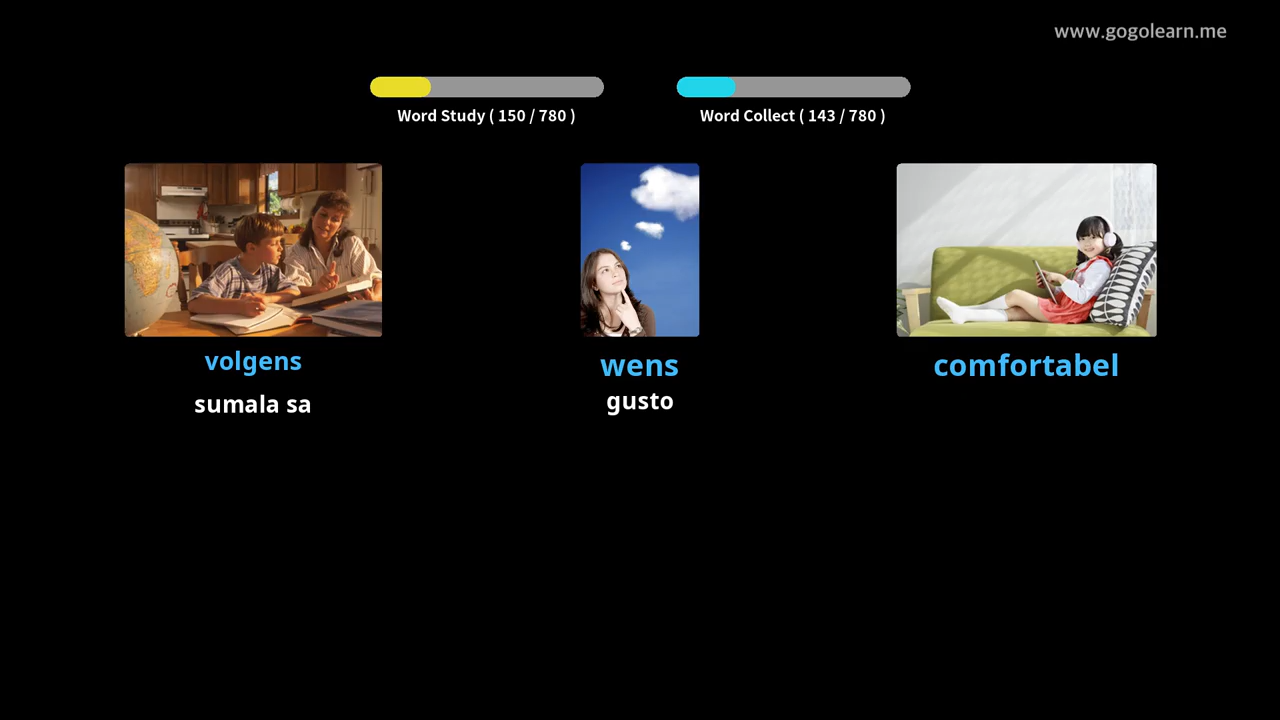 www.gogolearn.me
Word Study ( 150 / 780 )
Word Collect ( 143 / 780 )
volgens
sumala sa
wens
gusto
comfortabel